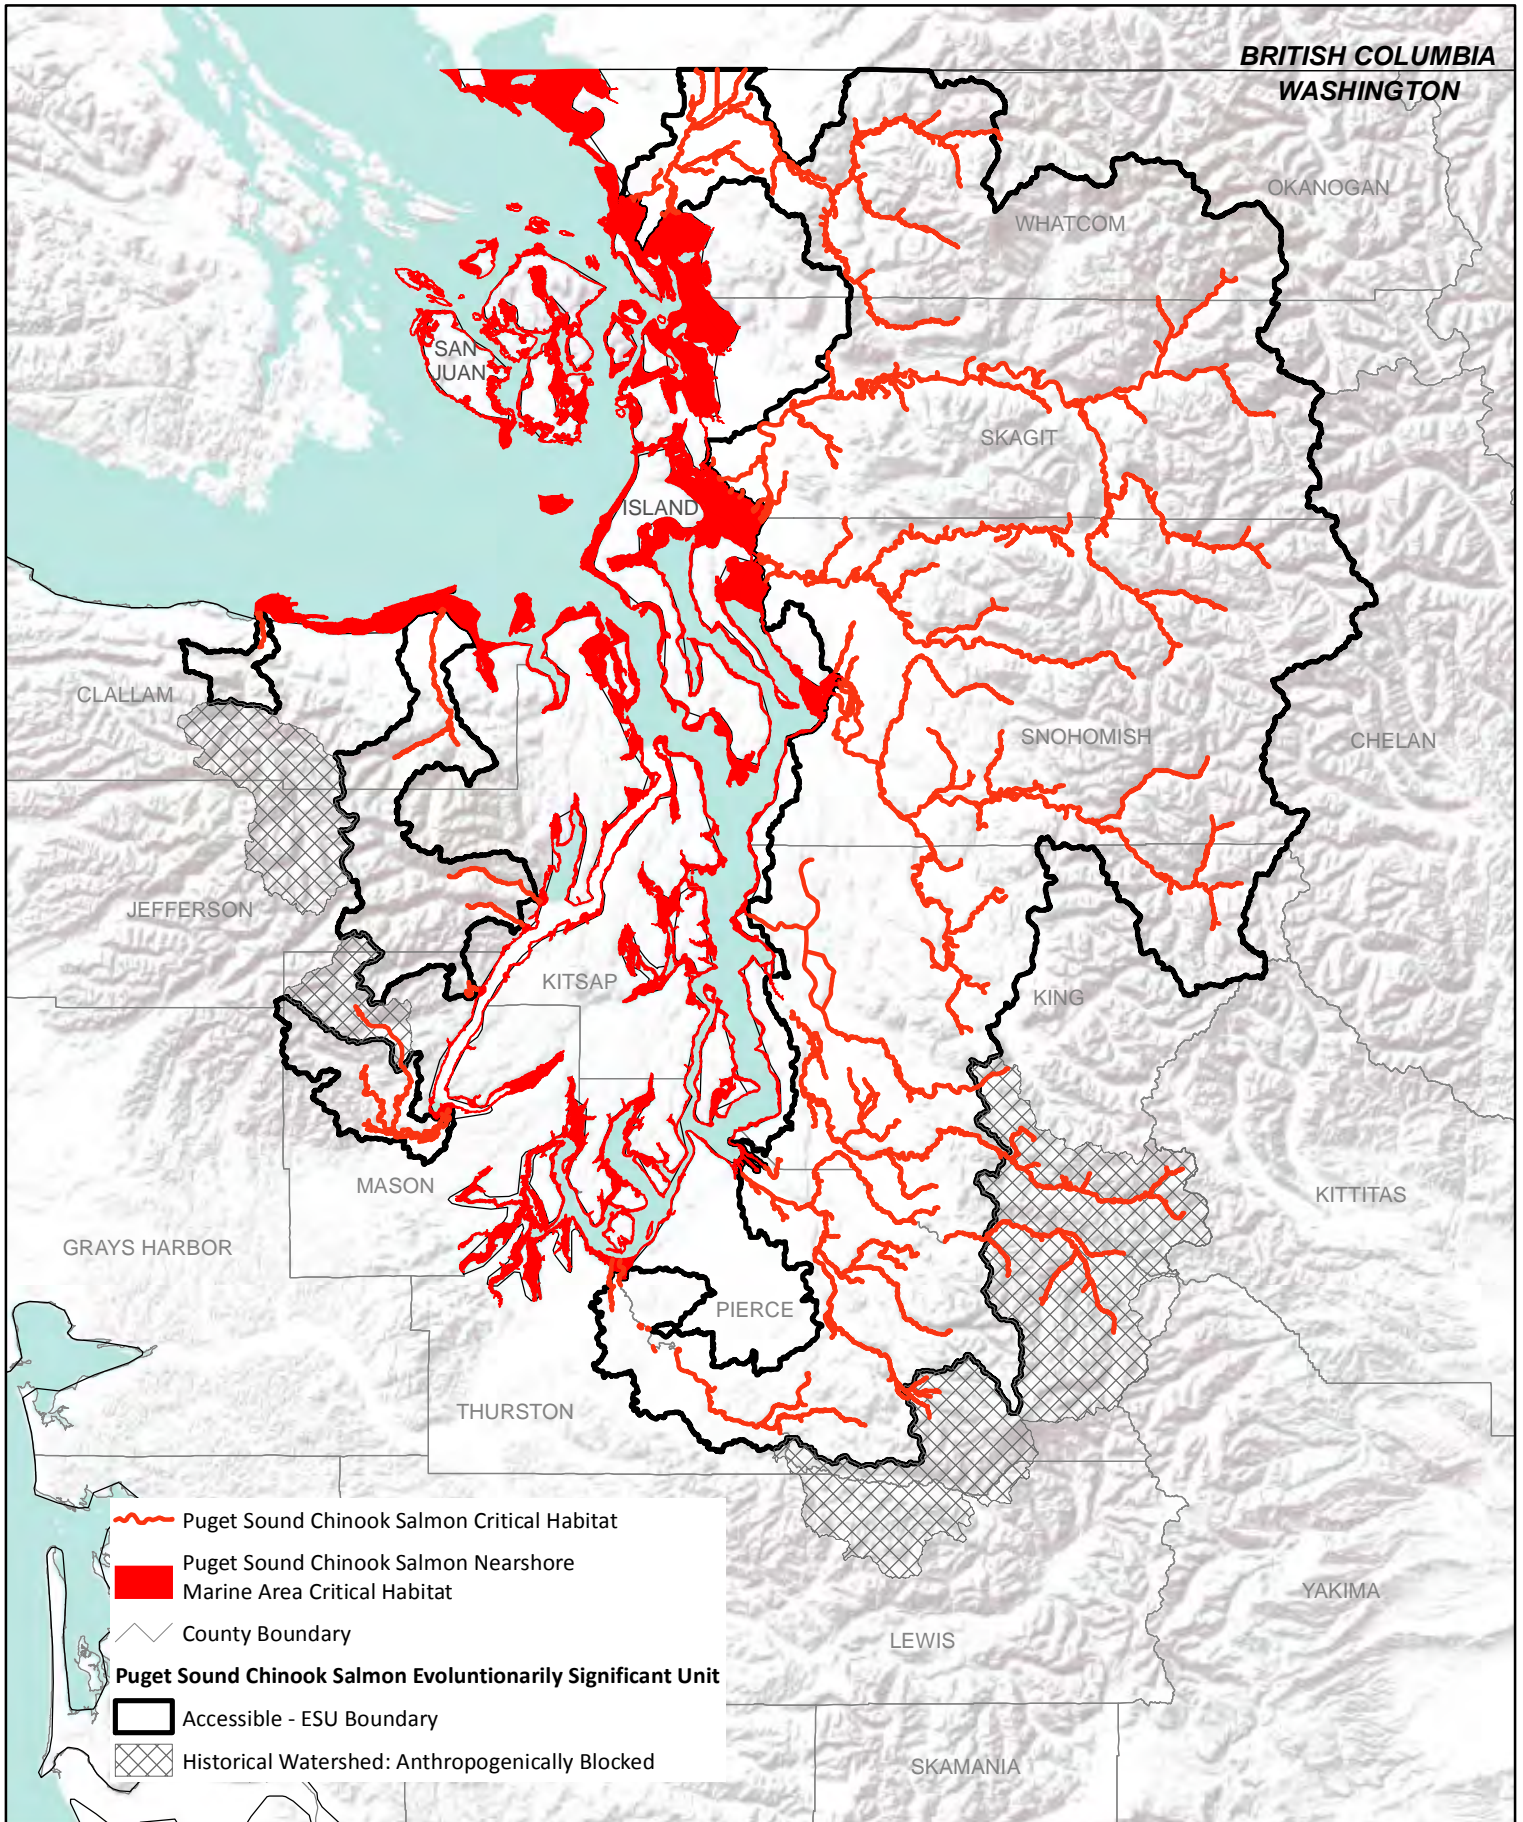 BRITISH COLUMBIA
WASHINGTON
OKANOGAN
WHATCOM
SAN
JUAN
SKAGIT
ISLAND
CLALLAM
SNOHOMISH
CHELAN
JEFFERSON
KITSAP
KING
MASON
KITTITAS
GRAYS HARBOR
PIERCE
THURSTON
Puget Sound Chinook Salmon Critical Habitat
Puget Sound Chinook Salmon Nearshore
Marine Area Critical Habitat
County Boundary
Puget Sound Chinook Salmon Evoluntionarily Significant Unit
Accessible - ESU Boundary
Historical Watershed: Anthropogenically Blocked
YAKIMA
LEWIS
SKAMANIA